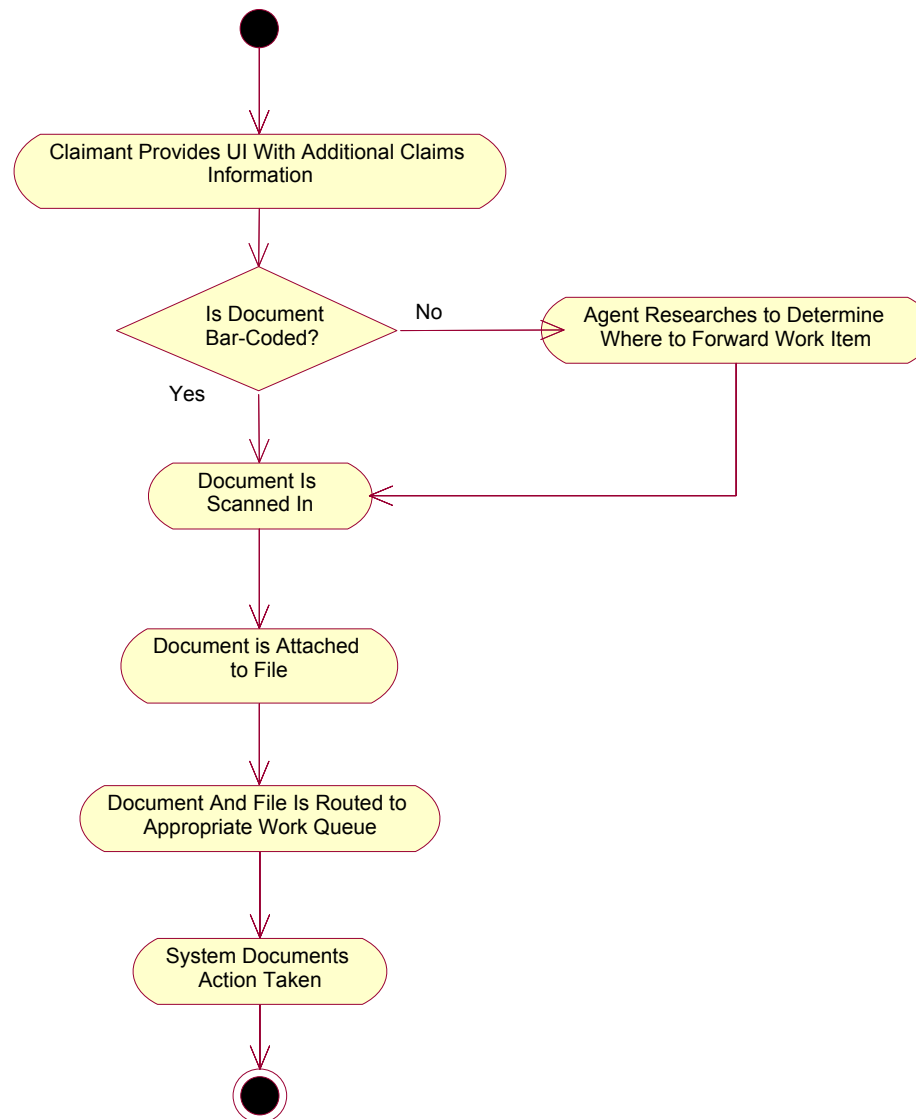 Claimant Provides UI With Additional Claims
Information
Is Document
Bar-Coded?
No
Agent Researches to Determine
Where to Forward Work Item
Yes
Document Is
Scanned In
Document is Attached
to File
Document And File Is Routed to
Appropriate Work Queue
System Documents
Action Taken